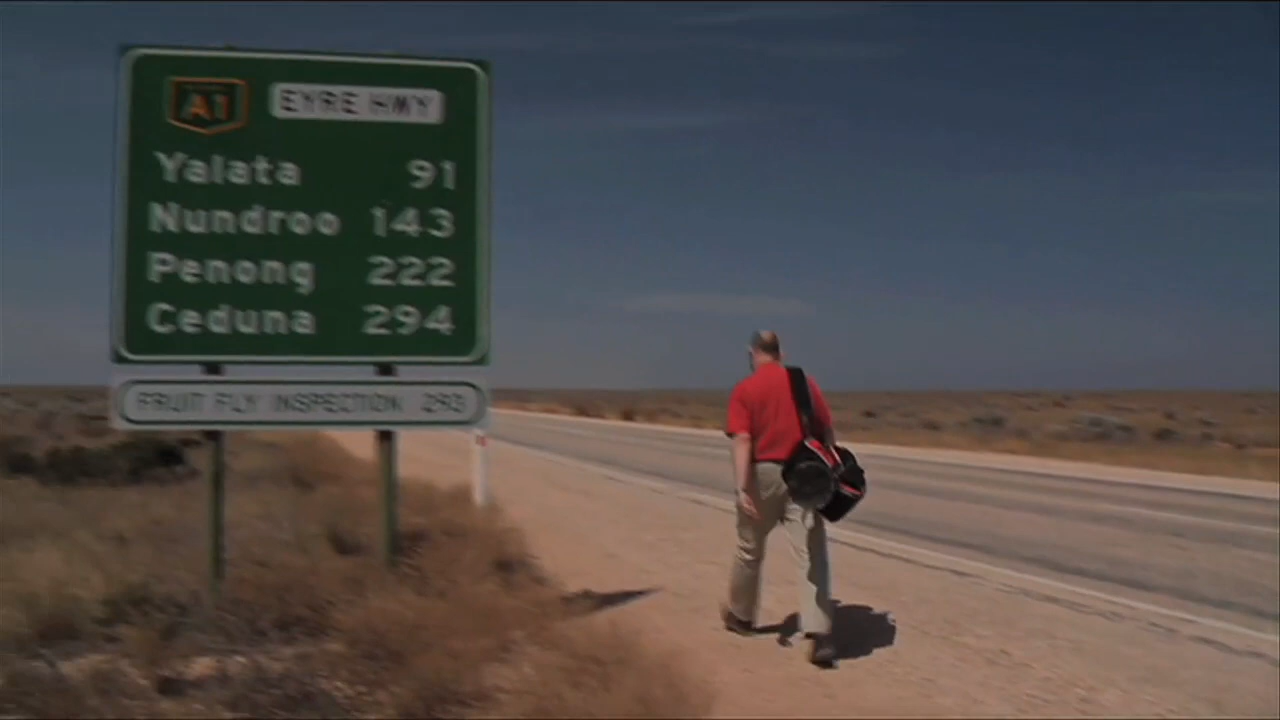 A1 EYRE HWY
Yalata 91
Nundroo 143
Penong 222
Ceduna 294
FRUIT FLY INSPECTION 293